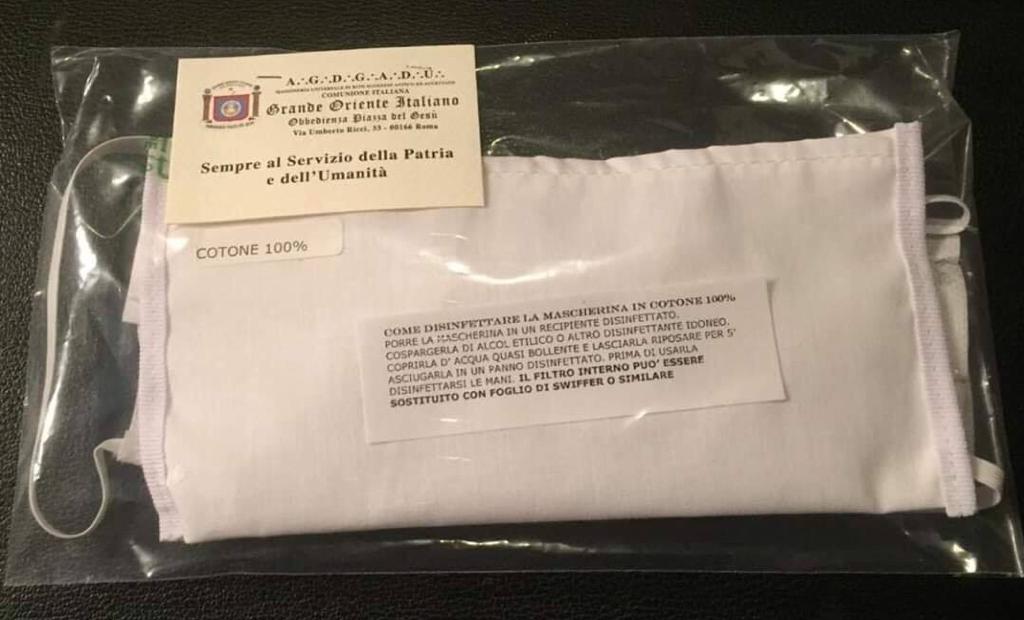 A∴G∴D∴G∴A∴D∴U∴
COMUNIONE ITALIANA
Grande Oriente Italiano
Obbedienza Piazza del Gesù
Via Umberto Ricci, 53 - 00166 Roma
Sempre al Servizio della Patria
e dell'Umanità
COTONE 100%
COME DISINFETTARE LA MASCHERINA IN COTONE 100%
PORRE LA MASCHERINA IN UN RECIPIENTE DISINFETTATO.
COSPARGERLA DI ALCOL ETILICO O ALTRO DISINFETTANTE IDONEO.
COPRIRLA D' ACQUA QUASI BOLLENTE E LASCIARLA RIPOSARE PER 5'
ASCIUGARLA IN UN PANNO DISINFETTATO. PRIMA DI USARLA
DISINFETTARSI LE MANI. IL FILTRO INTERNO PUO' ESSERE
SOSTITUITO CON FOGLIO DI SWIFFER O SIMILARE